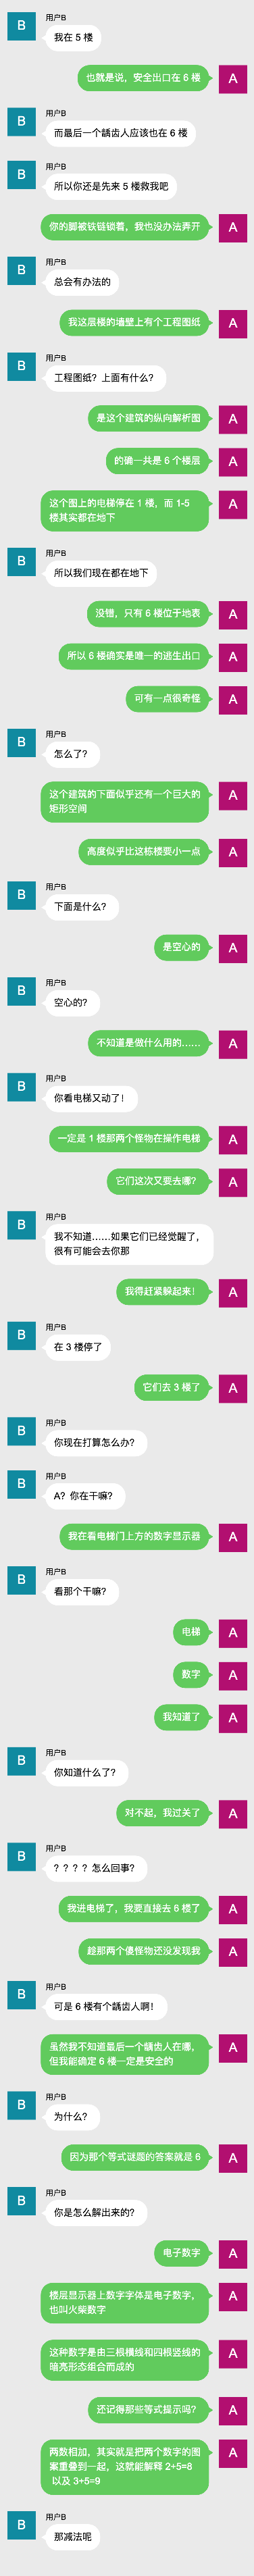 用户B
B
我在 5 楼
也就是说，安全出口在 6 楼
A
用户B
B
而最后一个龋齿人应该也在 6 楼
用户B
B
所以你还是先来 5 楼救我吧
你的脚被铁链锁着，我也没办法弄开
A
用户B
B
总会有办法的
我这层楼的墙壁上有个工程图纸
A
用户B
B
工程图纸？上面有什么？
是这个建筑的纵向解析图
A
的确一共是 6 个楼层
A
这个图上的电梯停在 1 楼，而 1-5
楼其实都在地下
A
用户B
B
所以我们现在都在地下
没错，只有 6 楼位于地表
A
所以 6 楼确实是唯一的逃生出口
A
可有一点很奇怪
A
用户B
B
怎么了？
这个建筑的下面似乎还有一个巨大的
矩形空间
A
高度似乎比这栋楼要小一点
A
用户B
B
下面是什么？
是空心的
A
用户B
B
空心的？
不知道是做什么用的……
A
用户B
B
你看电梯又动了！
一定是 1 楼那两个怪物在操作电梯
A
它们这次又要去哪？
A
用户B
B
我不知道……如果它们已经觉醒了，
很有可能会去你那
我得赶紧躲起来！
A
用户B
B
在 3 楼停了
它们去 3 楼了
A
用户B
B
你现在打算怎么办？
用户B
B
A？你在干嘛？
我在看电梯门上方的数字显示器
A
用户B
B
看那个干嘛？
电梯
A
数字
A
我知道了
A
用户B
B
你知道什么了？
对不起，我过关了
A
用户B
B
？？？？怎么回事？
我进电梯了，我要直接去 6 楼了
A
趁那两个傻怪物还没发现我
A
用户B
B
可是 6 楼有个龋齿人啊！
虽然我不知道最后一个龋齿人在哪，
但我能确定 6 楼一定是安全的
A
用户B
B
为什么？
因为那个等式谜题的答案就是 6
A
用户B
B
你是怎么解出来的？
电子数字
A
楼层显示器上数字字体是电子数字，
也叫火柴数字
A
这种数字是由三根横线和四根竖线的
暗亮形态组合而成的
A
还记得那些等式提示吗？
A
两数相加，其实就是把两个数字的图
案重叠到一起，这就能解释 2+5=8
以及 3+5=9
A
用户B
B
那减法呢